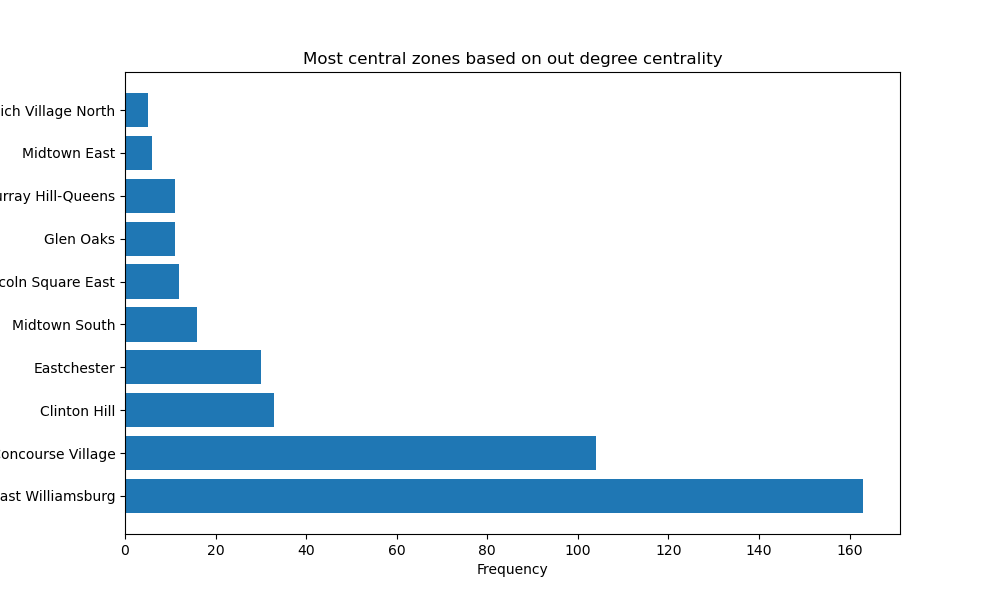 Most central zones based on out degree centrality
ich Village North
Midtown East
rray Hill-Queens
Glen Oaks
coln Square East
Midtown South
Eastchester
Clinton Hill
Concourse Village
ast Williamsburg
0 20 40 60 80 100 120 140 160
Frequency